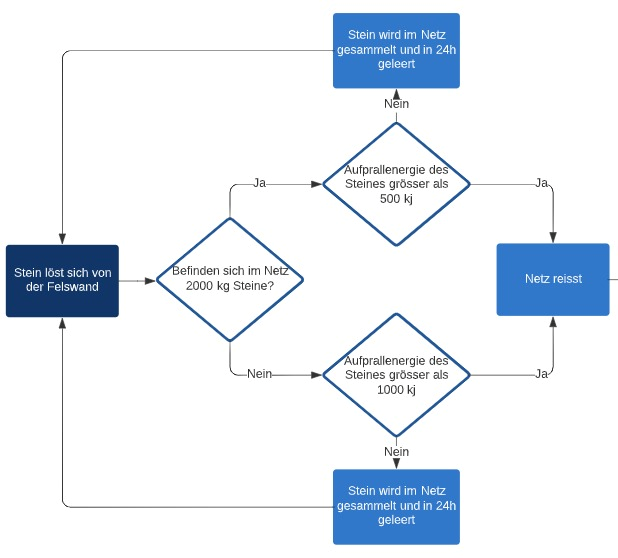 Stein wird im Netz
gesammelt und in 24h
geleert
Nein
Aufprallenergie des
Steines grösser als
500 kj
Ja
Ja
Stein löst sich von
der Felswand
Befinden sich im Netz
2000 kg Steine?
Netz reisst
Nein
Aufprallenergie des
Steines grösser als
1000 kj
Ja
Nein
Stein wird im Netz
gesammelt und in 24h
geleert